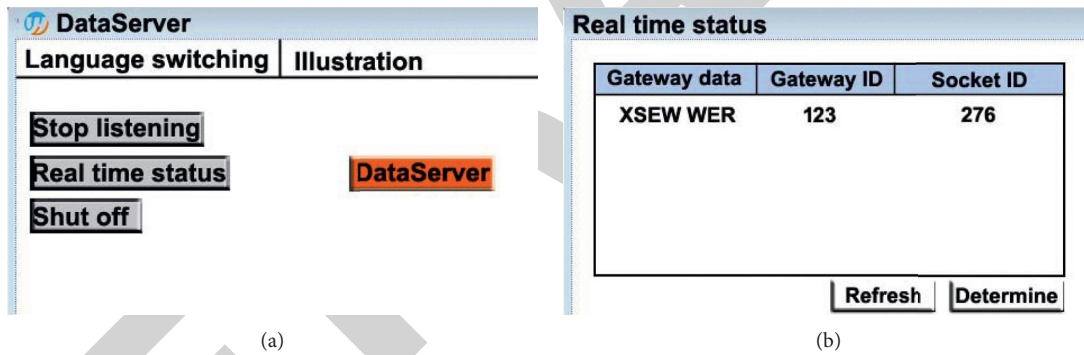 DataServer
Language switching Illustration
Stop listening
Real time status
DataServer
Shut off
(a)
Real time status
Gateway data Gateway ID Socket ID
XSEW WER 123 276
Refresh Determine
(b)